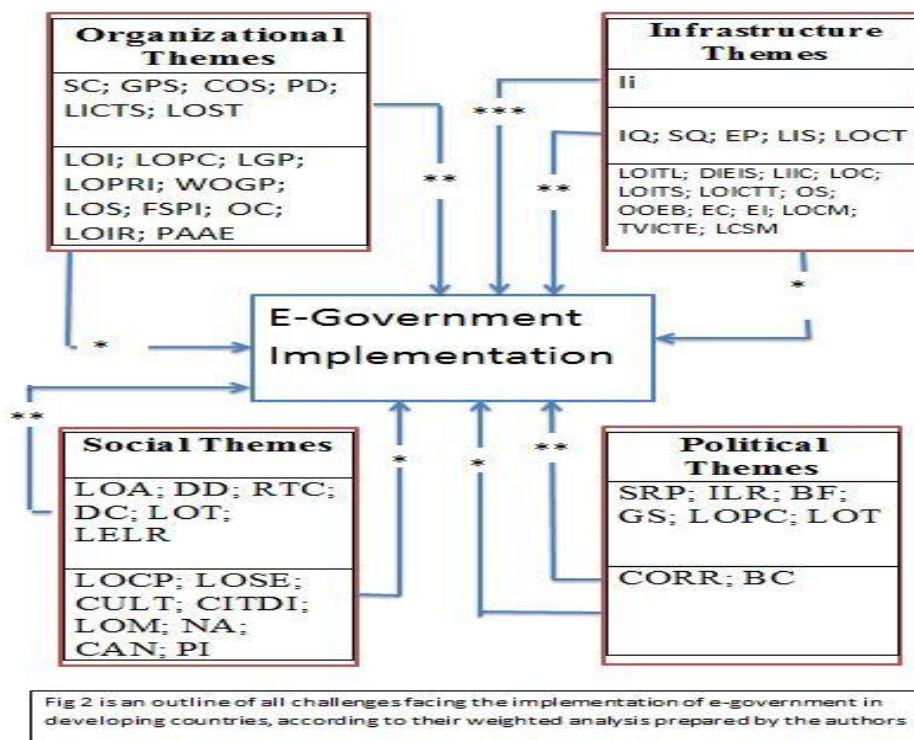 Organizational
Themes
SC; GPS; COS; PD;
LICTS; LOST
LOI; LOPC; LGP;
LOPRI; WOGP;
LOS; FSPI; OC;
LOIR; PAAE
Infrastructure
Themes
Ii
IQ; SQ; EP; LIS; LOCT
LOITL; DIEIS; LIIC; LOC;
LOITS; LOICTT; OS;
OOEB; EC; EI; LOCM;
TVICTE; LCSM
***
**
**
*
*
E-Government
Implementation
**
*
*
**
Social Themes
LOA; DD; RTC;
DC; LOT;
LELR
LOCP; LOSE;
CULT; CITDI;
LOM; NA;
CAN; PI
Political
Themes
SRP; ILR; BF;
GS; LOPC; LOT
CORR; BC
Fig 2 is an outline of all challenges facing the implementation of e-government in
developing countries, according to their weighted analysis prepared by the authors